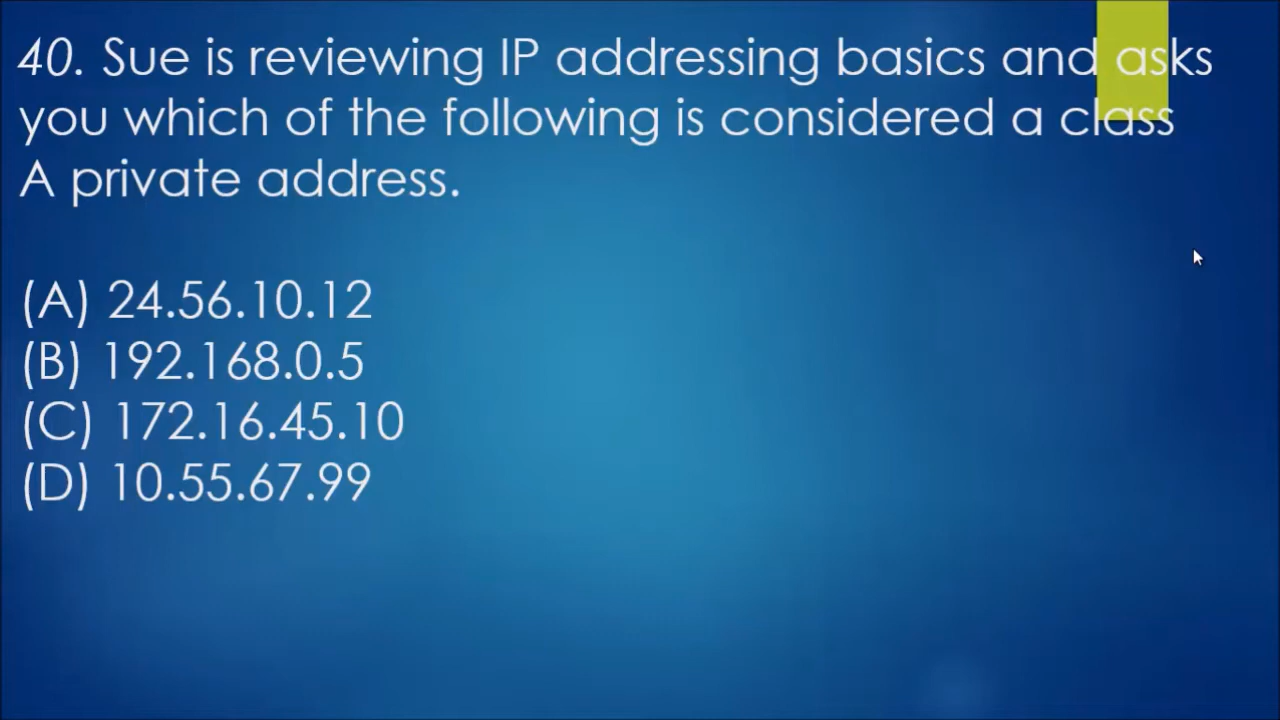 40. Sue is reviewing IP addressing basics and asks
you which of the following is considered a class
A private address.
(A) 24.56.10.12
(B) 192.168.0.5
(C) 172.16.45.10
(D) 10.55.67.99